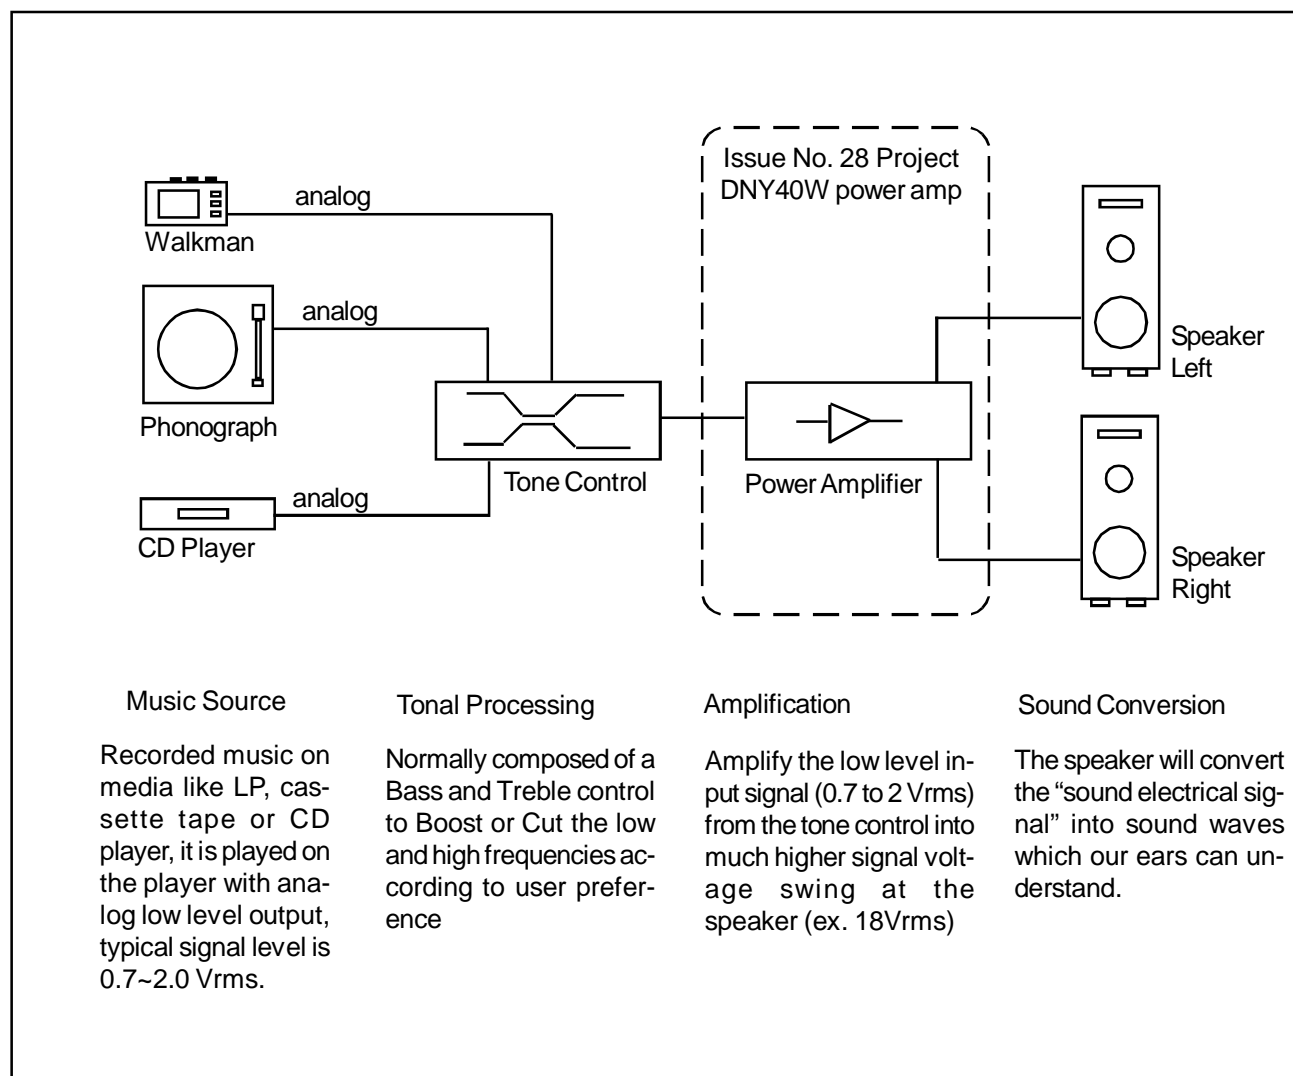 Issue No. 28 Project
DNY40W power amp
analog
Walkman
analog
Phonograph
analog
CD Player
Tone Control
Power Amplifier
Speaker
Left
Speaker
Right
Music Source
Recorded music on
media like LP, cas-
sette tape or CD
player, it is played on
the player with ana-
log low level output,
typical signal level is
0.7~2.0 Vrms.
Tonal Processing
Normally composed of a
Bass and Treble control
to Boost or Cut the low
and high frequencies ac-
cording to user prefer-
ence
Amplification
Amplify the low level in-
put signal (0.7 to 2 Vrms)
from the tone control into
much higher signal volt-
age swing at the
speaker (ex. 18Vrms)
Sound Conversion
The speaker will convert
the “sound electrical sig-
nal” into sound waves
which our ears can un-
derstand.